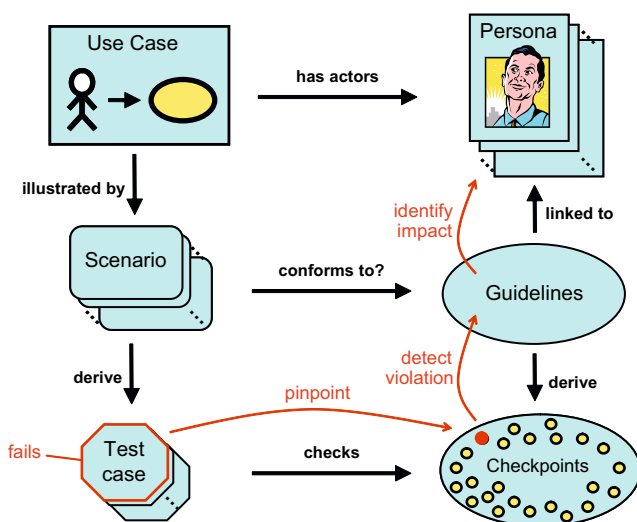 Use Case
Persona
has actors
illustrated by
identify
impact
linked to
Scenario
conforms to?
Guidelines
derive
detect
violation
derive
pinpoint
fails
Test
case
checks
Checkpoints